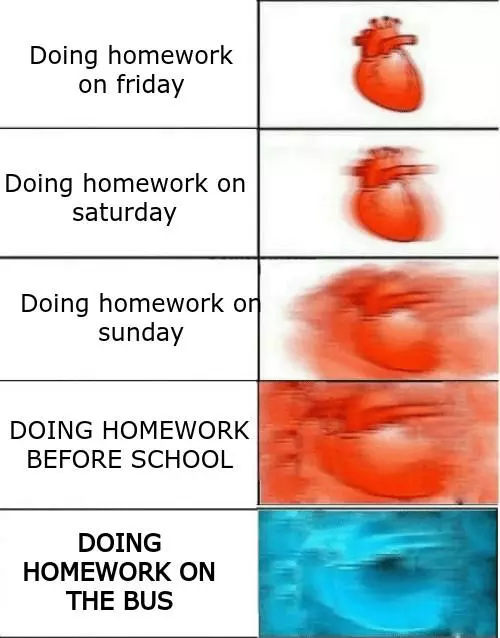 Doing homework
on friday
Doing homework on
saturday
Doing homework on
sunday
DOING HOMEWORK
BEFORE SCHOOL
DOING
HOMEWORK ON
THE BUS